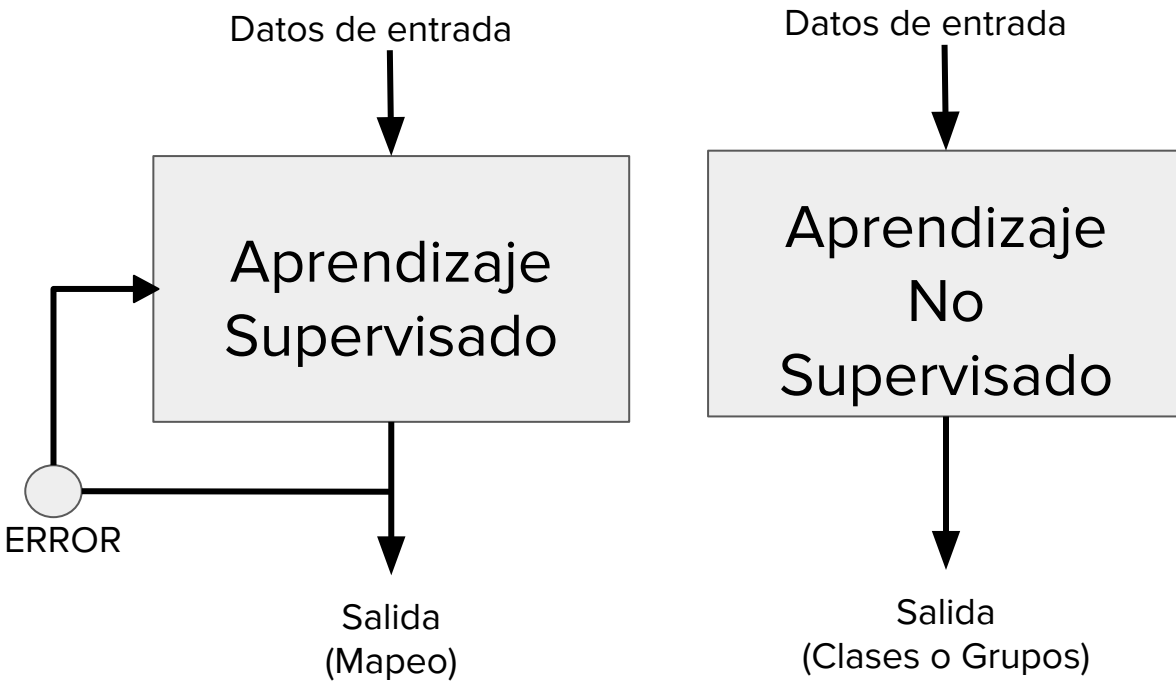 Datos de entrada
Aprendizaje
Supervisado
ERROR
Salida
(Mapeo)
Datos de entrada
Aprendizaje
No
Supervisado
Salida
(Clases o Grupos)